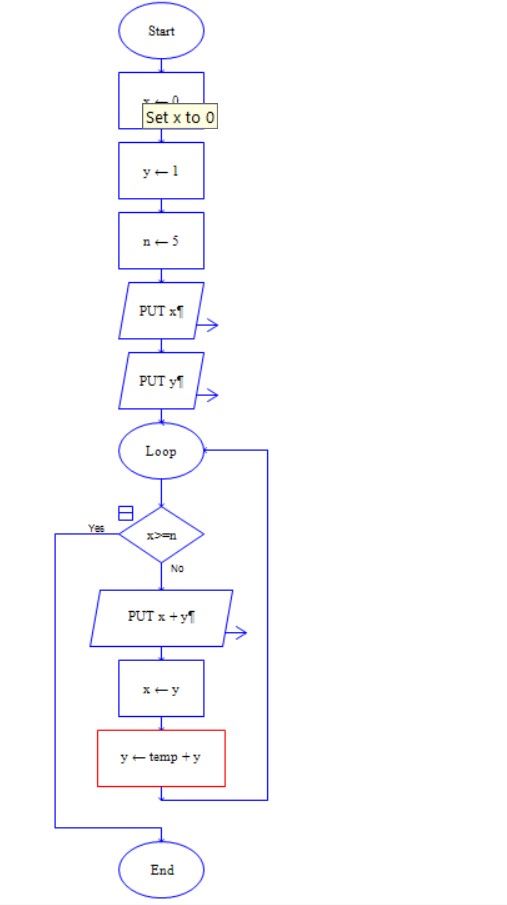 Start
x ← 0
Set x to 0
y ← 1
n ← 5
PUT x¶
PUT y¶
Loop
Yes
x>=n
No
PUT x + y¶
x ← y
y ← temp + y
End